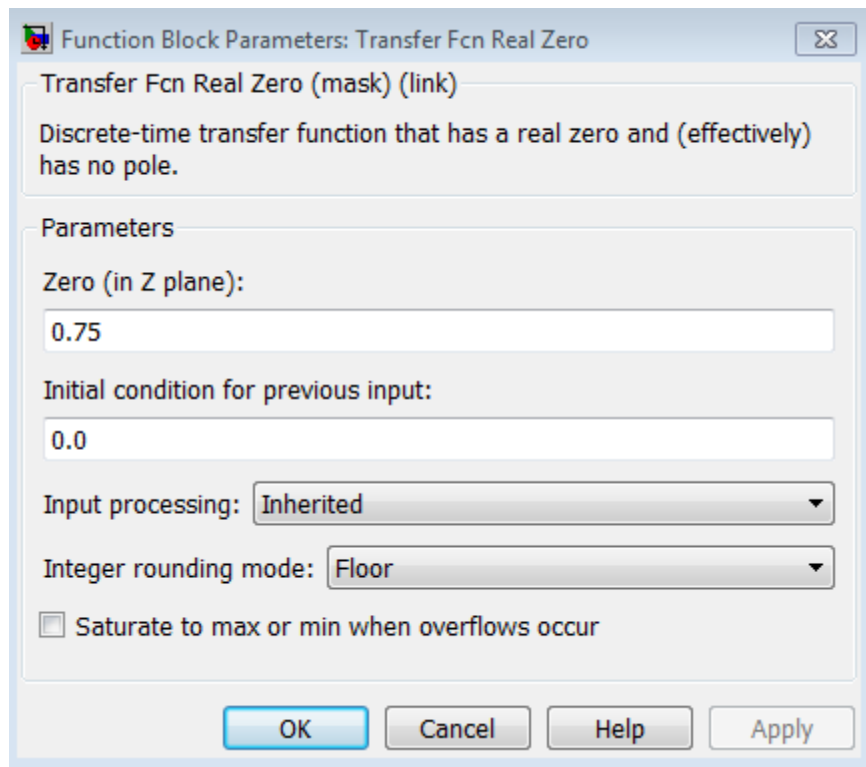 Function Block Parameters: Transfer Fcn Real Zero
Transfer Fcn Real Zero (mask) (link)
Discrete-time transfer function that has a real zero and (effectively)
has no pole.
Parameters
Zero (in Z plane):
0.75
Initial condition for previous input:
0.0
Input processing: Inherited
Integer rounding mode: Floor
Saturate to max or min when overflows occur
OK Cancel Help Apply